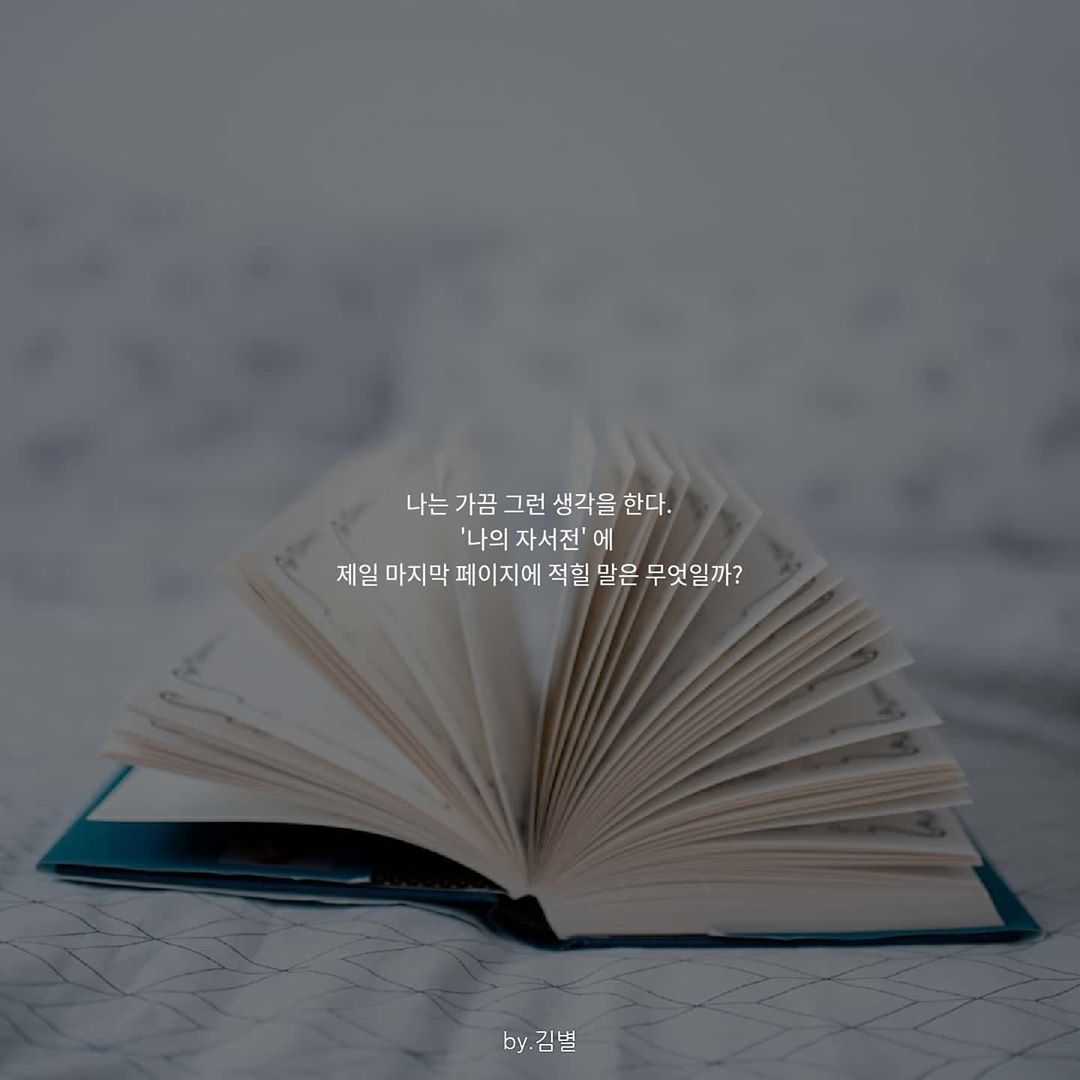 나는 가끔 그런 생각을 한다.
'나의 자서전' 에
제일 마지막 페이지에 적힐 말은 무엇일까?
by.김별